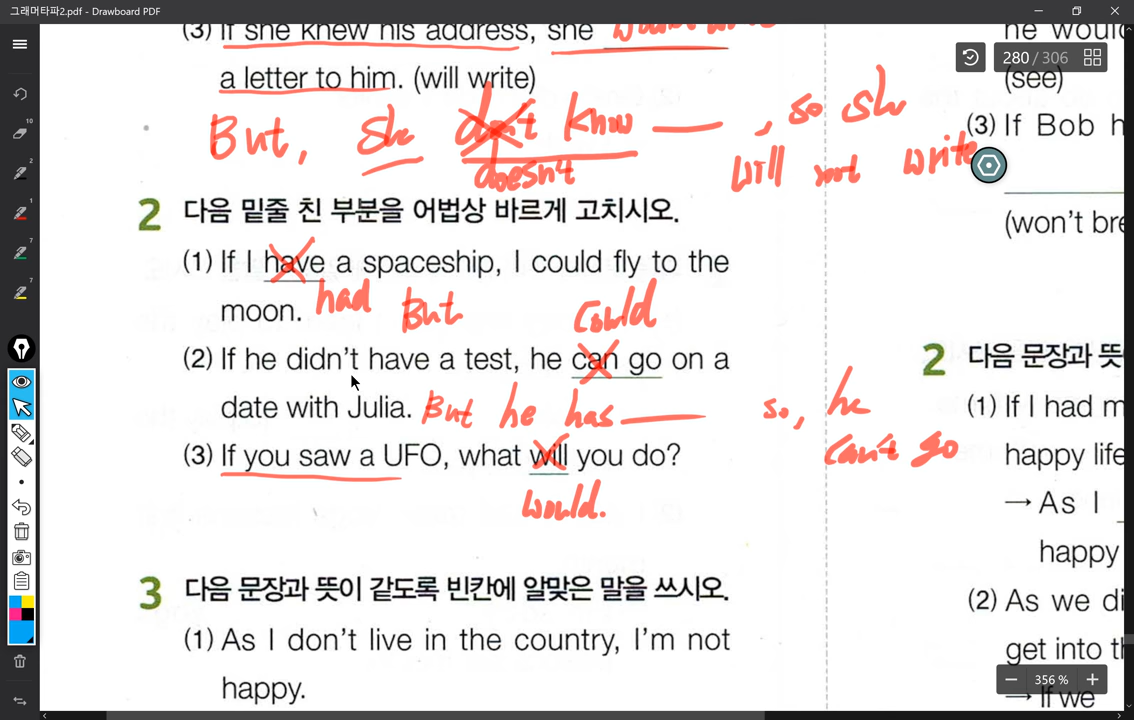 그래머타파2.pdf - Drawboard PDF
280 / 306
(3) If she knew his address, she
a letter to him. (will write)
But, she don't know , so she
doesn't will not write
2 다음 밑줄 친 부분을 어법상 바르게 고치시오.
(1) If I have a spaceship, I could fly to the
moon. had But could
(2) If he didn't have a test, he can go on a
date with Julia. But he has so, he
can't go
(3) If you saw a UFO, what will you do?
would.
3 다음 문장과 뜻이 같도록 빈칸에 알맞은 말을 쓰시오.
(1) As I don't live in the country, I'm not
happy.
he would
(see)
(3) If Bob h
(won't bre
2 다음 문장과 뜻
(1) If I had m
happy life
→ As I
happy
(2) As we di
get into th
→ If we
10
2
1
7
7
356 %